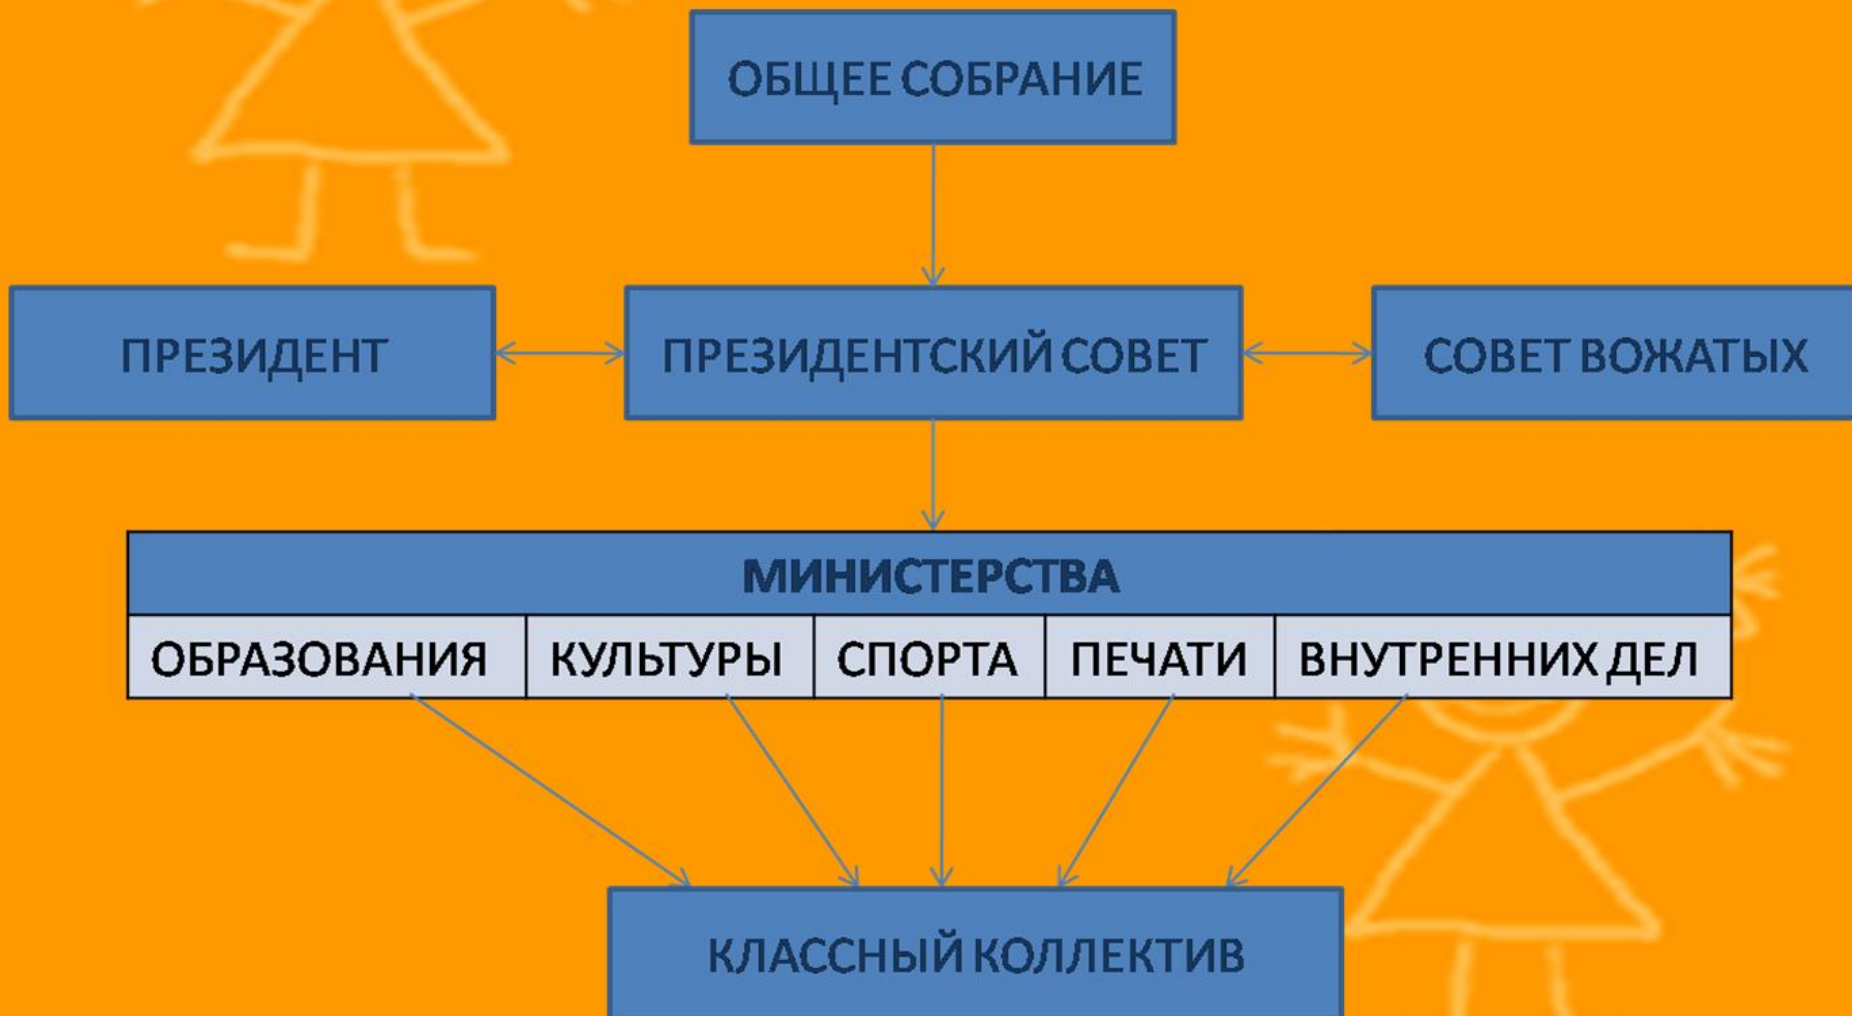 ОБЩЕЕ СОБРАНИЕ
ПРЕЗИДЕНТ
ПРЕЗИДЕНТСКИЙ СОВЕТ
СОВЕТ ВОЖАТЫХ
МИНИСТЕРСТВА
ОБРАЗОВАНИЯ
КУЛЬТУРЫ
СПОРТА
ПЕЧАТИ
ВНУТРЕННИХ ДЕЛ
КЛАССНЫЙ КОЛЛЕКТИВ